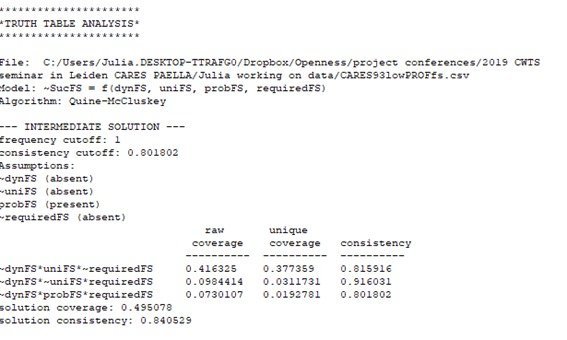 **********************
*TRUTH TABLE ANALYSIS*
**********************
File: C:/Users/Julia.DESKTOP-TTRAFG0/Dropbox/Openness/project conferences/2019 CWTS
seminar in Leiden CARES PAELLA/Julia working on data/CARES93lowPROFfs.csv
Model: ~SucFS = f(dynFS, uniFS, probFS, requiredFS)
Algorithm: Quine-McCluskey
--- INTERMEDIATE SOLUTION ---
frequency cutoff: 1
consistency cutoff: 0.801802
Assumptions:
~dynFS (absent)
~uniFS (absent)
probFS (present)
~requiredFS (absent)
raw unique
coverage coverage consistency
---------- ---------- ----------
~dynFS*uniFS*~requiredFS 0.416325 0.377359 0.815916
~dynFS*~uniFS*requiredFS 0.0984414 0.0311731 0.916031
~dynFS*probFS*requiredFS 0.0730107 0.0192781 0.801802
solution coverage: 0.495078
solution consistency: 0.840529